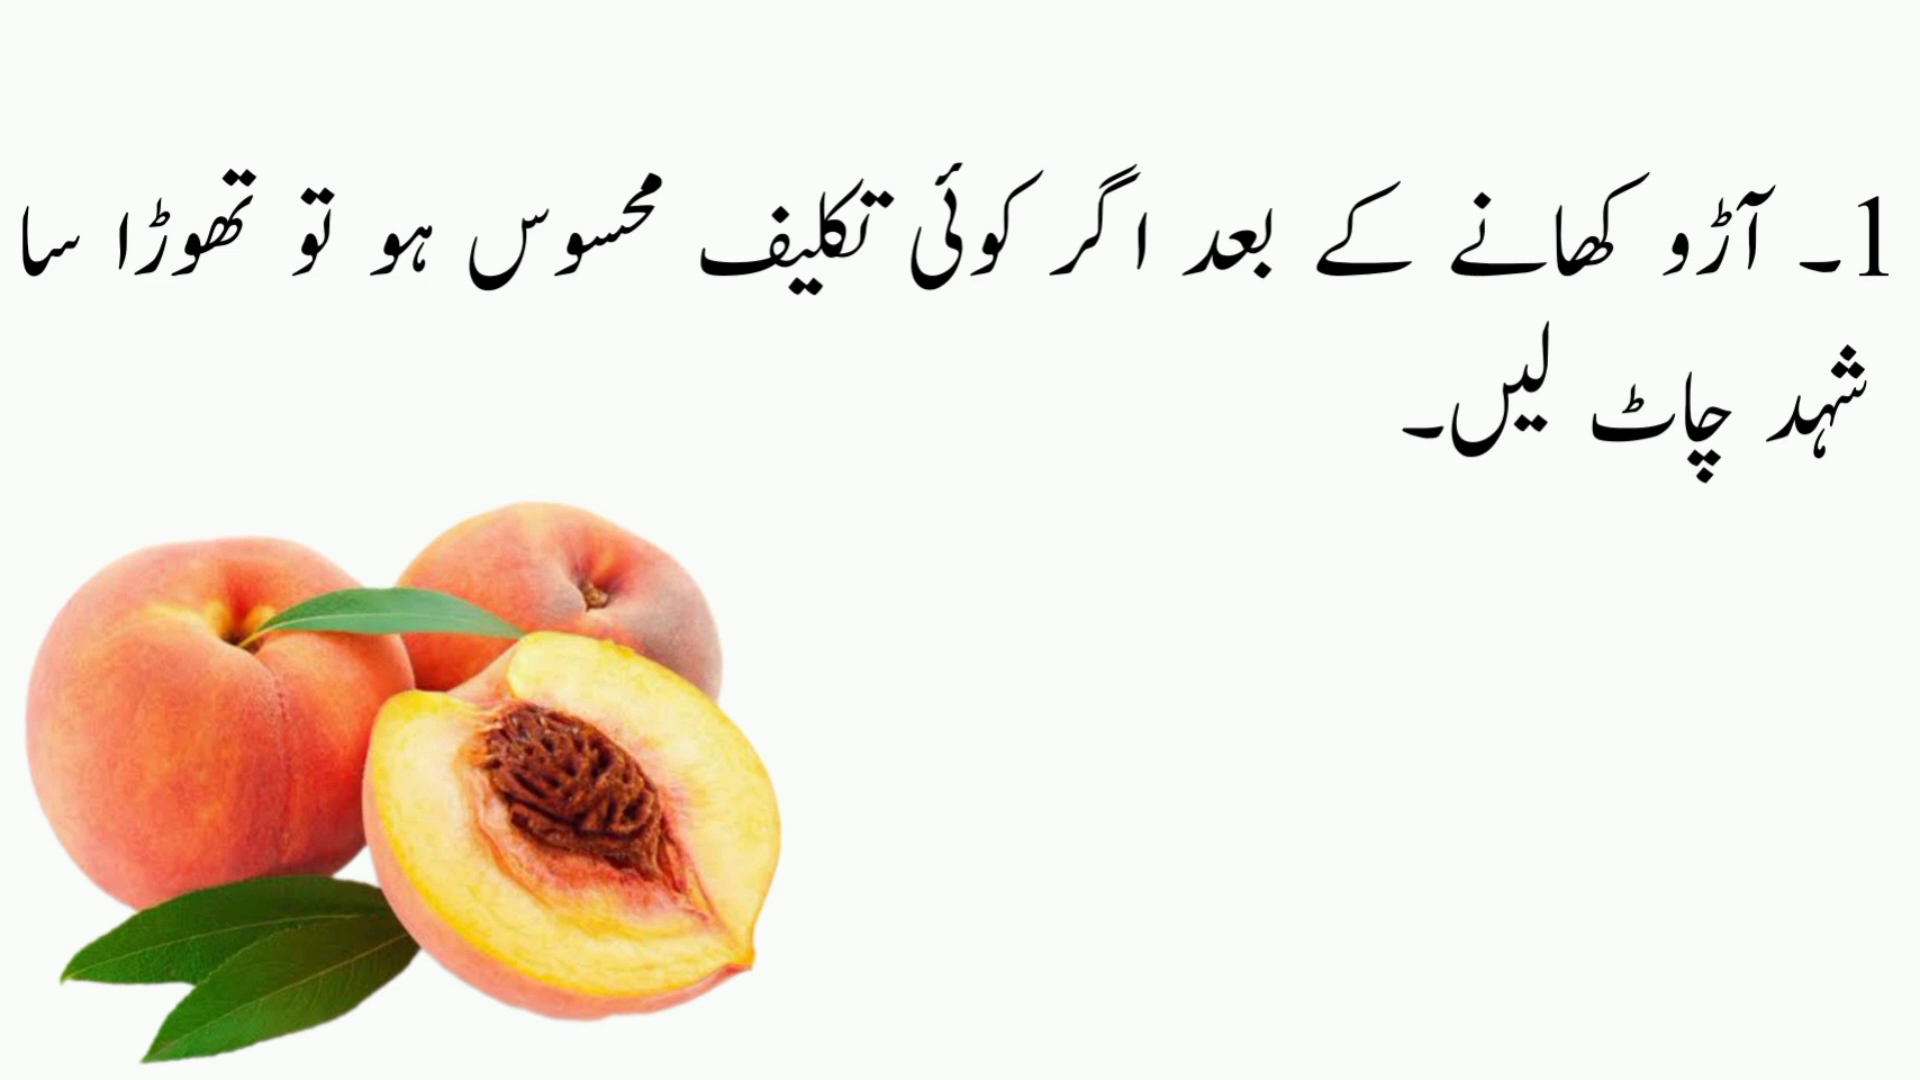 1۔ آڑو کھانے کے بعد اگر کوئی تکلیف محسوس ہو تو تھوڑا سا
شہد چاٹ لیں۔